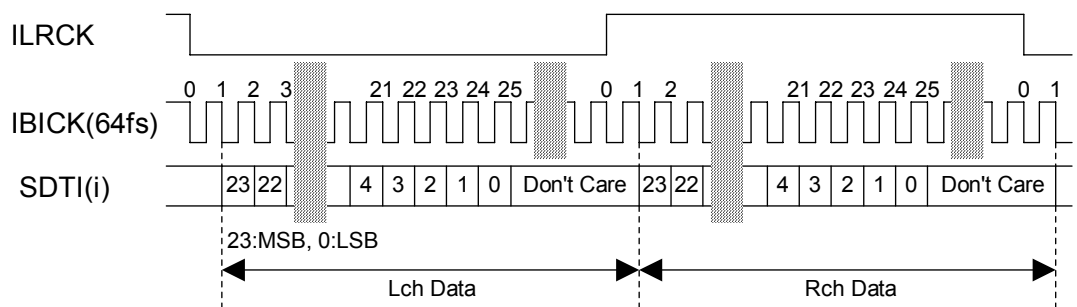 ILRCK
0 1 2 3 21 22 23 24 25 0 1 2 21 22 23 24 25 0 1
IBICK(64fs)
SDTI(i) 23 22 4 3 2 1 0 Don't Care 23 22 4 3 2 1 0 Don't Care
23:MSB, 0:LSB
Lch Data Rch Data